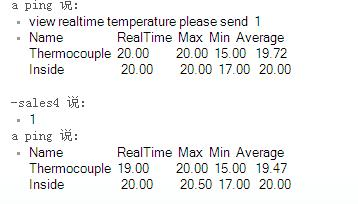 a ping 说:
view realtime temperature please send 1
Name RealTime Max Min Average
Thermocouple 20.00 20.00 15.00 19.72
Inside 20.00 20.00 17.00 20.00
-sales4 说:
1
a ping 说:
Name RealTime Max Min Average
Thermocouple 19.00 20.00 15.00 19.47
Inside 20.00 20.50 17.00 20.00